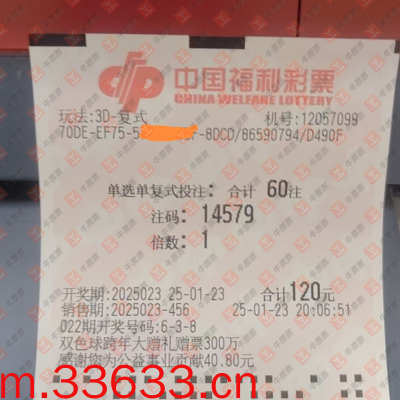 中国福利彩票
CHINA WELFARE LOTTERY
玩法:3D-复式 机号:12057099
70DE-EF75-5 F-8DCD/86590794/D490F
单选单复式投注: 合计 60注
注码: 14579
倍数: 1
开奖期:2025023 25-01-23 合计120元
销售期:2025023-456 25-01-23 20:06:51
022期开奖号码:6-3-8
双色球跨年大赠礼赠票300万
感谢您为公益事业贡献40.80元
m.33633.cn